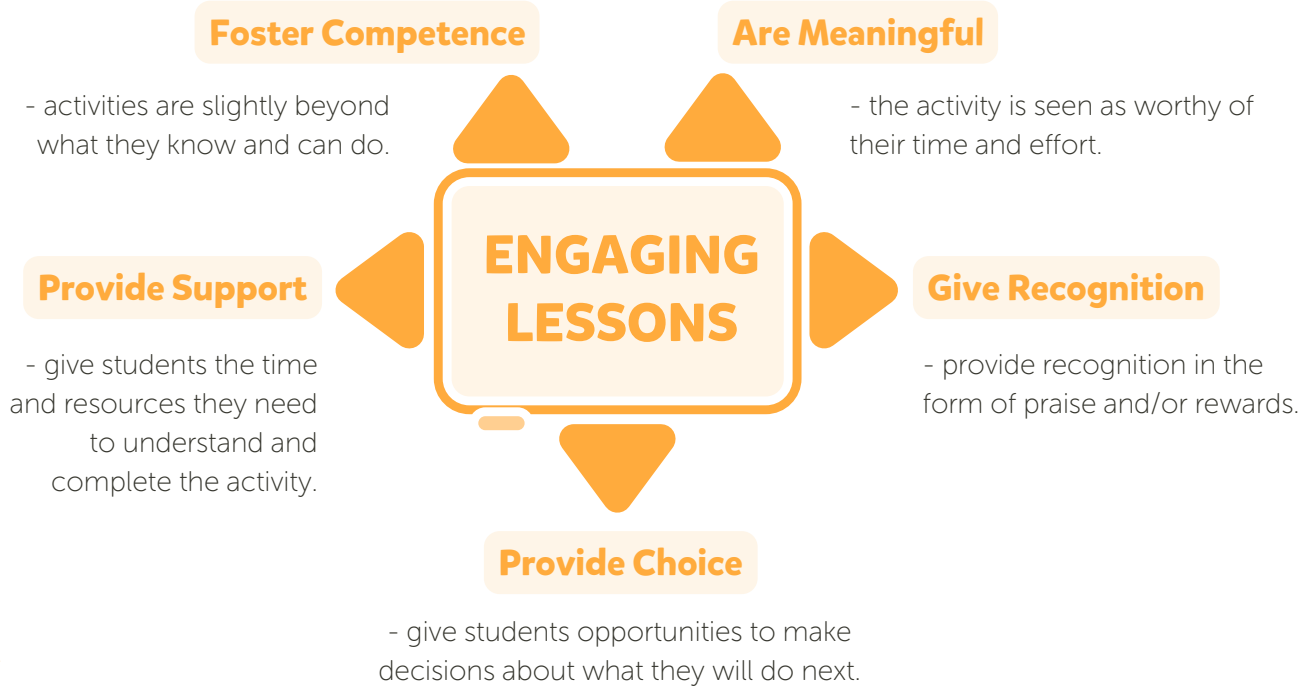 Foster Competence
- activities are slightly beyond
what they know and can do.
Are Meaningful
- the activity is seen as worthy of
their time and effort.
ENGAGING
LESSONS
Provide Support
- give students the time
and resources they need
to understand and
complete the activity.
Give Recognition
- provide recognition in the
form of praise and/or rewards.
Provide Choice
- give students opportunities to make
decisions about what they will do next.